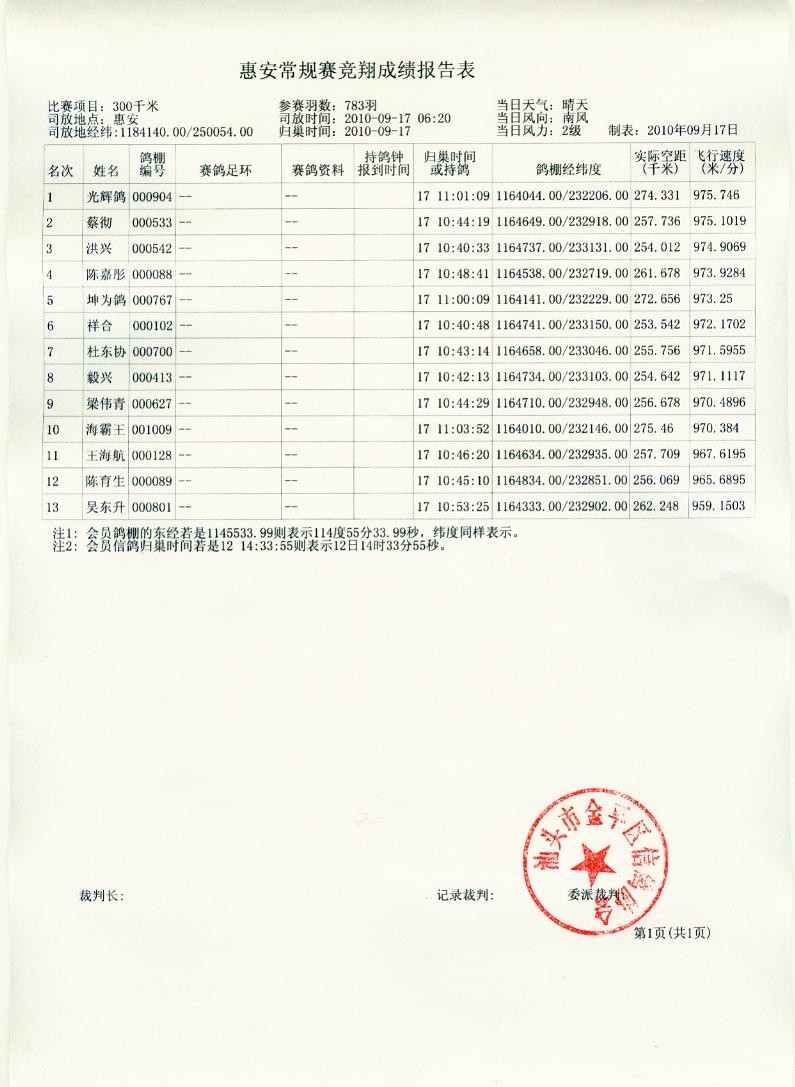 惠安常规赛竞翔成绩报告表
比赛项目: 300千米 参赛羽数: 783羽 当日天气: 晴天
司放地点: 惠安 司放时间: 2010-09-17 06:20 当日风向: 南风
司放地经纬:1184140.00/250054.00 归巢时间: 2010-09-17 当日风力: 2级 制表: 2010年09月17日
名次 姓名 鸽棚编号 赛鸽足环 赛鸽资料 持鸽钟报到时间 归巢时间或持鸽 鸽棚经纬度 实际空距(千米) 飞行速度(米/分)
1 光辉鸽 000904 -- -- 17 11:01:09 1164044.00/232206.00 274.331 975.746
2 蔡彻 000533 -- -- 17 10:44:19 1164649.00/232918.00 257.736 975.1019
3 洪兴 000542 -- -- 17 10:40:33 1164737.00/233131.00 254.012 974.9069
4 陈嘉彤 000088 -- -- 17 10:48:41 1164538.00/232719.00 261.678 973.9284
5 坤为鸽 000767 -- -- 17 11:00:09 1164141.00/232229.00 272.656 973.25
6 祥合 000102 -- -- 17 10:40:48 1164741.00/233150.00 253.542 972.1702
7 杜东协 000700 -- -- 17 10:43:14 1164658.00/233046.00 255.756 971.5955
8 毅兴 000413 -- -- 17 10:42:13 1164734.00/233103.00 254.642 971.1117
9 梁伟青 000627 -- -- 17 10:44:29 1164710.00/232948.00 256.678 970.4896
10 海霸王 001009 -- -- 17 11:03:52 1164010.00/232146.00 275.46 970.384
11 王海航 000128 -- -- 17 10:46:20 1164634.00/232935.00 257.709 967.6195
12 陈育生 000089 -- -- 17 10:45:10 1164834.00/232851.00 256.069 965.6895
13 吴东升 000801 -- -- 17 10:53:25 1164333.00/232902.00 262.248 959.1503
注1: 会员鸽棚的东经若是1145533.99则表示114度55分33.99秒，纬度同样表示。
注2: 会员信鸽归巢时间若是12 14:33:55则表示12日14时33分55秒。
汕头市金平区信鸽协会
裁判长: 记录裁判: 委派裁判:
第1页(共1页)